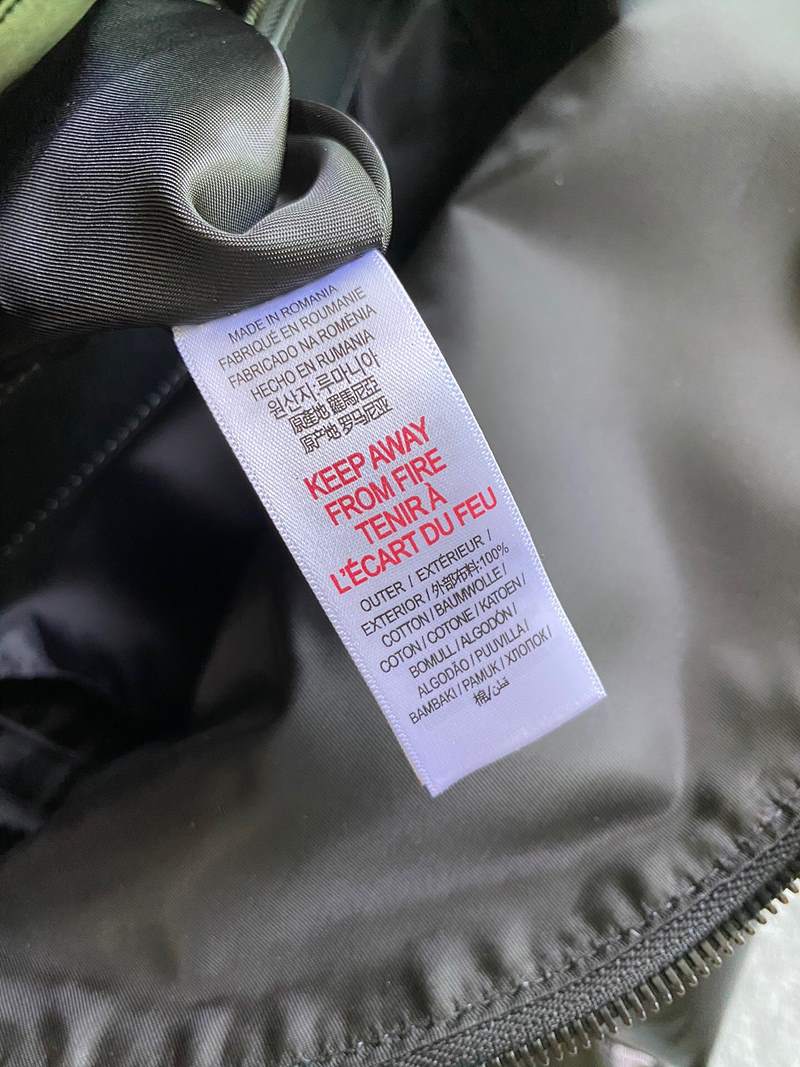 MADE IN ROMANIA
FABRIQUÉ EN ROUMANIE
FABRICADO NA ROMÉNIA
HECHO EN RUMANIA
원산지:루마니아
原產地 羅馬尼亞
原产地 罗马尼亚
KEEP AWAY
FROM FIRE
TENIR À
L'ÉCART DU FEU
OUTER / EXTÉRIEUR /
EXTERIOR / 外部布料:100%
COTTON / BAUMWOLLE /
COTON / COTONE / KATOEN /
BOMULL / ALGODÓN /
ALGODÃO / PUUVILLA /
BAMBAKI / PAMUK / ХЛОПОК /
棉/قطن